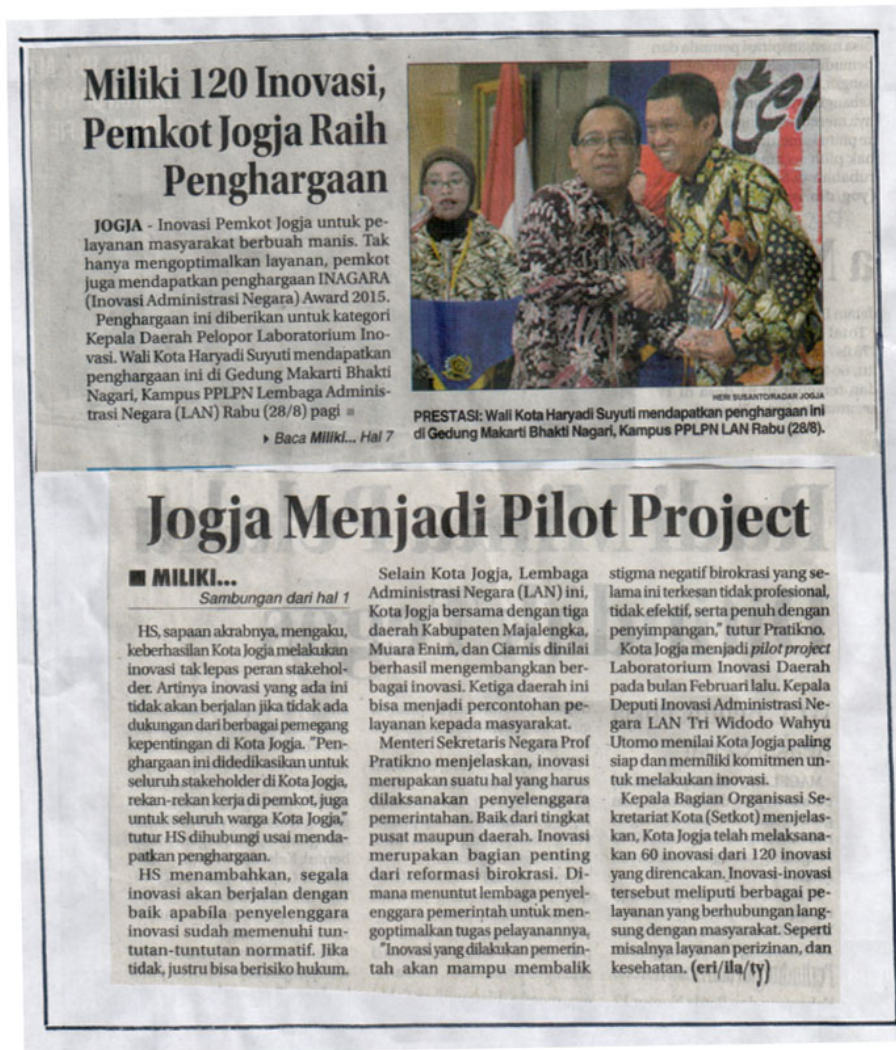 Miliki 120 Inovasi,
Pemkot Jogja Raih
Penghargaan
JOGJA - Inovasi Pemkot Jogja untuk pe-
layanan masyarakat berbuah manis. Tak
hanya mengoptimalkan layanan, pemkot
juga mendapatkan penghargaan INAGARA
(Inovasi Administrasi Negara) Award 2015.
Penghargaan ini diberikan untuk kategori
Kepala Daerah Pelopor Laboratorium Ino-
vasi. Wali Kota Haryadi Suyuti mendapatkan
penghargaan ini di Gedung Makarti Bhakti
Nagari, Kampus PPLPN Lembaga Adminis-
trasi Negara (LAN) Rabu (28/8) pagi ■
▸ Baca Miliki... Hal 7
HERI SUSANTO/RADAR JOGJA
PRESTASI: Wali Kota Haryadi Suyuti mendapatkan penghargaan ini
di Gedung Makarti Bhakti Nagari, Kampus PPLPN LAN Rabu (28/8).
Jogja Menjadi Pilot Project
■ MILIKI...
Sambungan dari hal 1
HS, sapaan akrabnya, mengaku,
keberhasilan Kota Jogja melakukan
inovasi tak lepas peran stakehol-
der. Artinya inovasi yang ada ini
tidak akan berjalan jika tidak ada
dukungan dari berbagai pemegang
kepentingan di Kota Jogja. "Pen-
ghargaan ini didedikasikan untuk
seluruh stakeholder di Kota Jogja,
rekan-rekan kerja di pemkot, juga
untuk seluruh warga Kota Jogja,"
tutur HS dihubungi usai menda-
patkan penghargaan.
HS menambahkan, segala
inovasi akan berjalan dengan
baik apabila penyelenggara
inovasi sudah memenuhi tun-
tutan-tuntutan normatif. Jika
tidak, justru bisa berisiko hukum.
Selain Kota Jogja, Lembaga
Administrasi Negara (LAN) ini,
Kota Jogja bersama dengan tiga
daerah Kabupaten Majalengka,
Muara Enim, dan Ciamis dinilai
berhasil mengembangkan ber-
bagai inovasi. Ketiga daerah ini
bisa menjadi percontohan pe-
layanan kepada masyarakat.
Menteri Sekretaris Negara Prof
Pratikno menjelaskan, inovasi
merupakan suatu hal yang harus
dilaksanakan penyelenggara
pemerintahan. Baik dari tingkat
pusat maupun daerah. Inovasi
merupakan bagian penting
dari reformasi birokrasi. Di-
mana menuntut lembaga penyel-
enggara pemerintah untuk men-
goptimalkan tugas pelayanannya,
"Inovasi yang dilakukan pemerin-
tah akan mampu membalik
stigma negatif birokrasi yang se-
lama ini terkesan tidak profesional,
tidak efektif, serta penuh dengan
penyimpangan," tutur Pratikno.
Kota Jogja menjadi pilot project
Laboratorium Inovasi Daerah
pada bulan Februari lalu. Kepala
Deputi Inovasi Administrasi Ne-
gara LAN Tri Widodo Wahyu
Utomo menilai Kota Jogja paling
siap dan memiliki komitmen un-
tuk melakukan inovasi.
Kepala Bagian Organisasi Se-
kretariat Kota (Setkot) menjelas-
kan, Kota Jogja telah melaksana-
kan 60 inovasi dari 120 inovasi
yang direncakan. Inovasi-inovasi
tersebut meliputi berbagai pe-
layanan yang berhubungan lang-
sung dengan masyarakat. Seperti
misalnya layanan perizinan, dan
kesehatan. (eri/ila/ty)